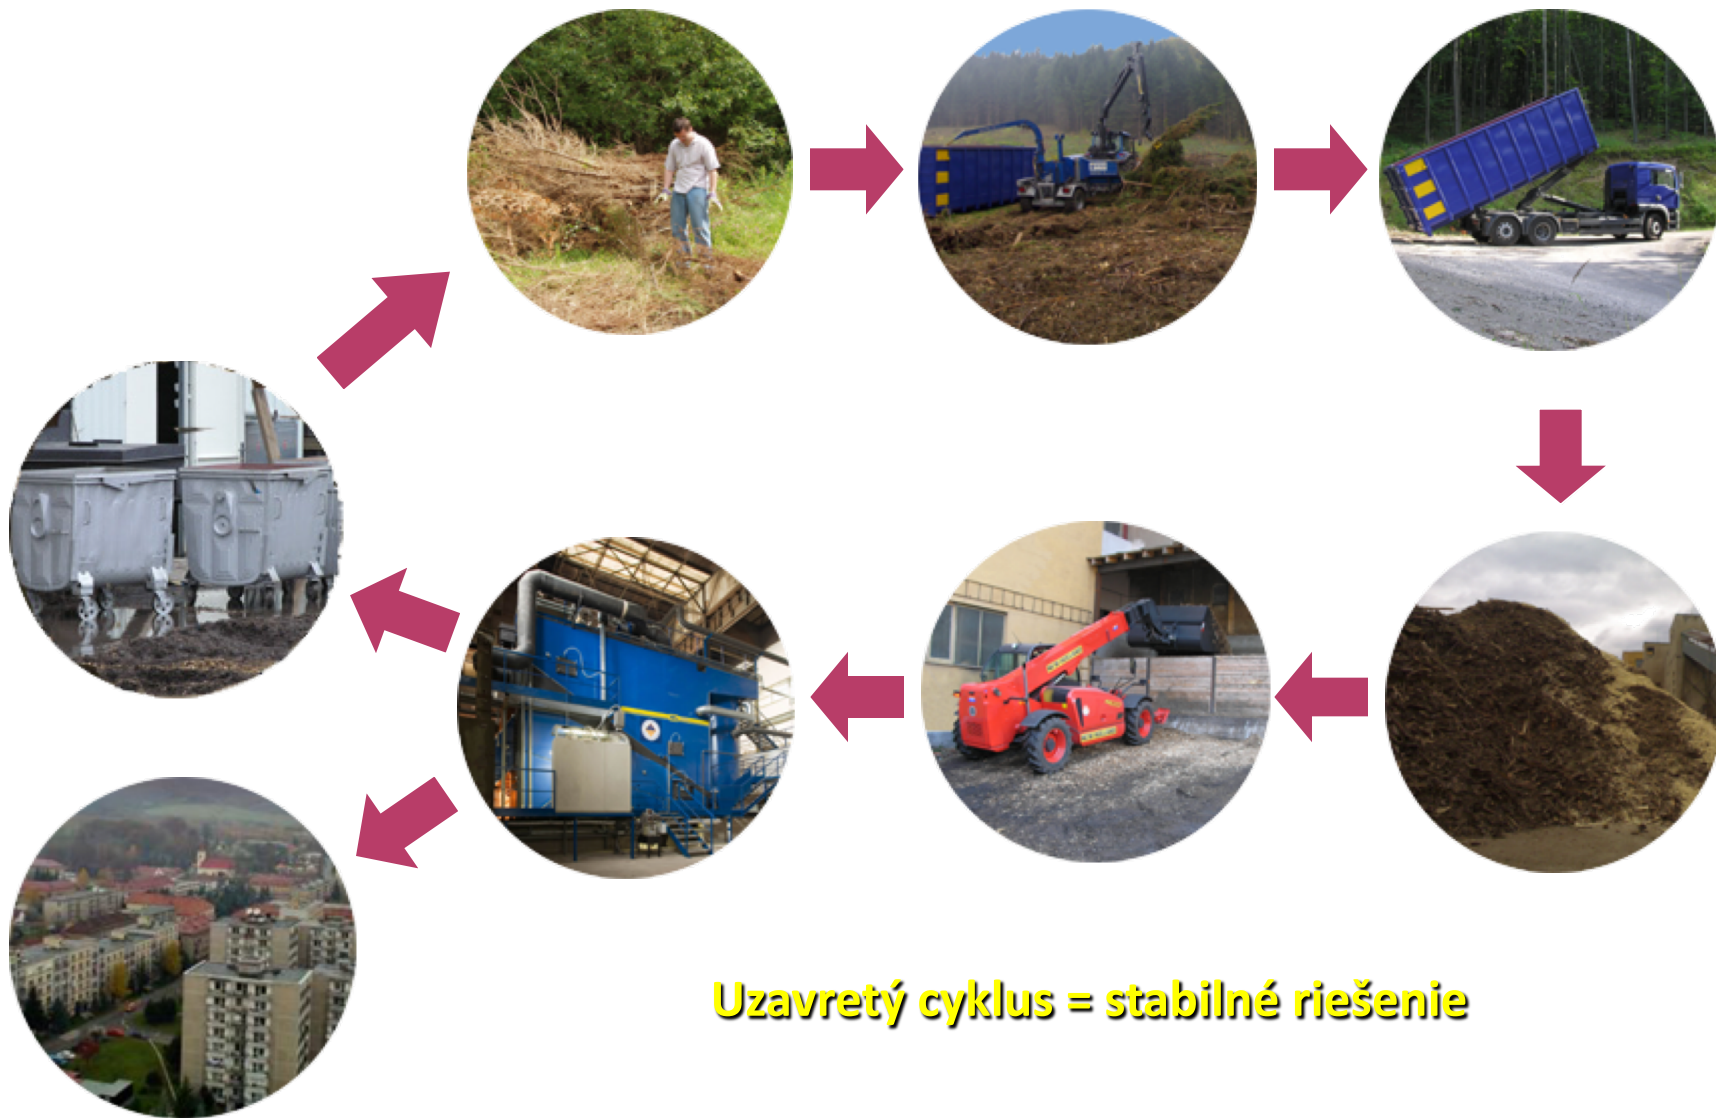 Uzavretý cyklus = stabilné riešenie